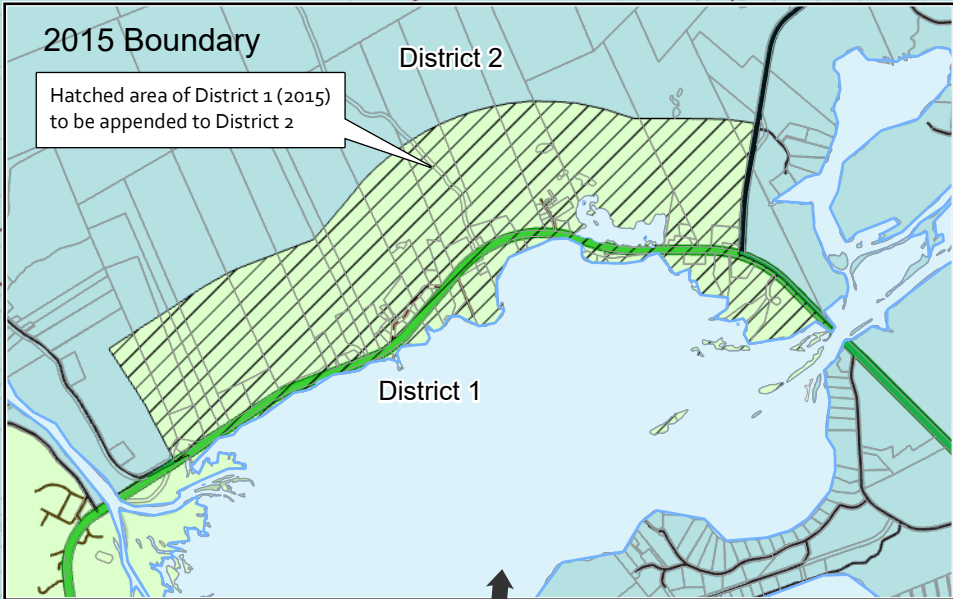 2015 Boundary
District 2
Hatched area of District 1 (2015)
to be appended to District 2
District 1